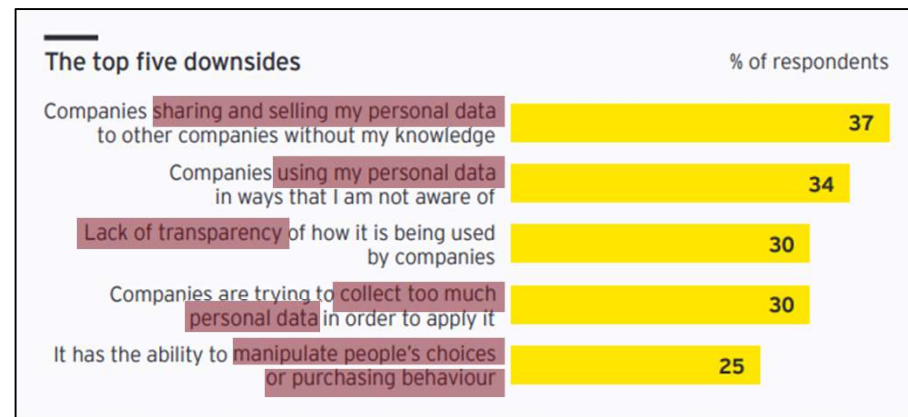 The top five downsides
% of respondents
Companies sharing and selling my personal data
to other companies without my knowledge
37
Companies using my personal data
in ways that I am not aware of
34
Lack of transparency of how it is being used
by companies
30
Companies are trying to collect too much
personal data in order to apply it
30
It has the ability to manipulate people's choices
or purchasing behaviour
25